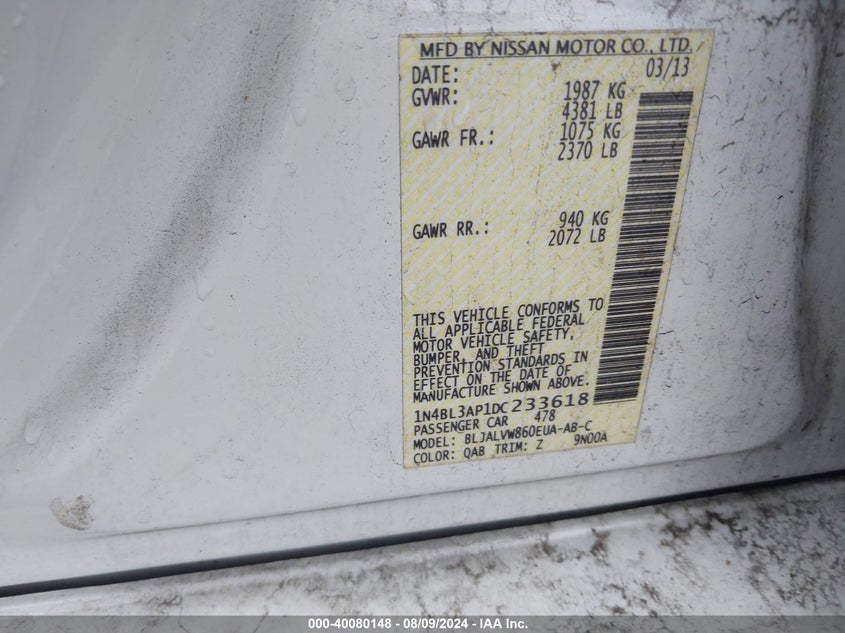 MFD BY NISSAN MOTOR CO., LTD.
DATE: 03/13
GVWR: 1987 KG
4381 LB
GAWR FR.: 1075 KG
2370 LB
GAWR RR.: 940 KG
2072 LB
THIS VEHICLE CONFORMS TO
ALL APPLICABLE FEDERAL
MOTOR VEHICLE SAFETY,
BUMPER, AND THEFT
PREVENTION STANDARDS IN
EFFECT ON THE DATE OF
MANUFACTURE SHOWN ABOVE.
1N4BL3AP1DC233618
PASSENGER CAR 478
MODEL: BLJALVW860EUA-AB-C
COLOR: QAB TRIM: Z 9N00A
000-40080148 - 08/09/2024 - IAA Inc.